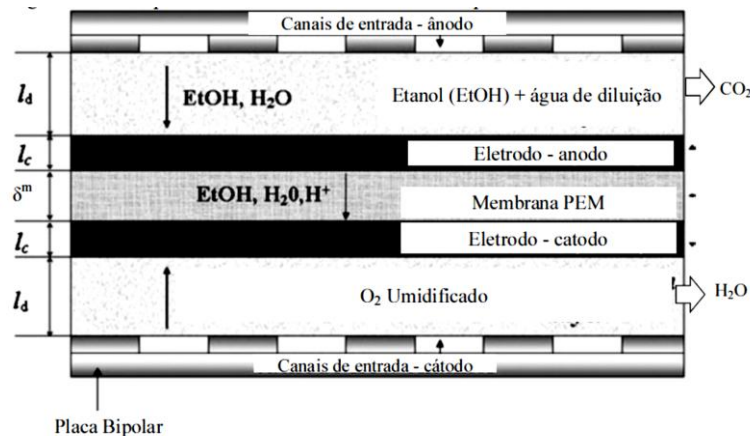 Canais de entrada - ânodo
l_d
EtOH, H₂O
Etanol (EtOH) + água de diluição
CO₂
l_c
Eletrodo - anodo
δᵐ
EtOH, H₂0,H⁺
Membrana PEM
l_c
Eletrodo - catodo
l_d
O₂ Umidificado
H₂O
Canais de entrada - cátodo
Placa Bipolar